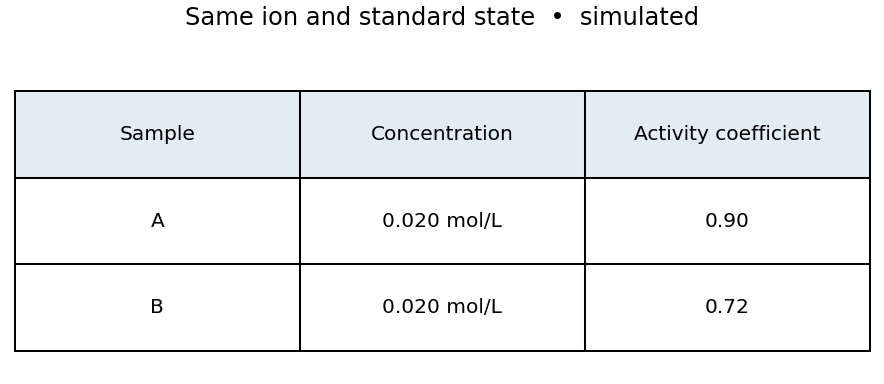 Same ion and standard state • simulated
Sample Concentration Activity coefficient
A 0.020 mol/L 0.90
B 0.020 mol/L 0.72